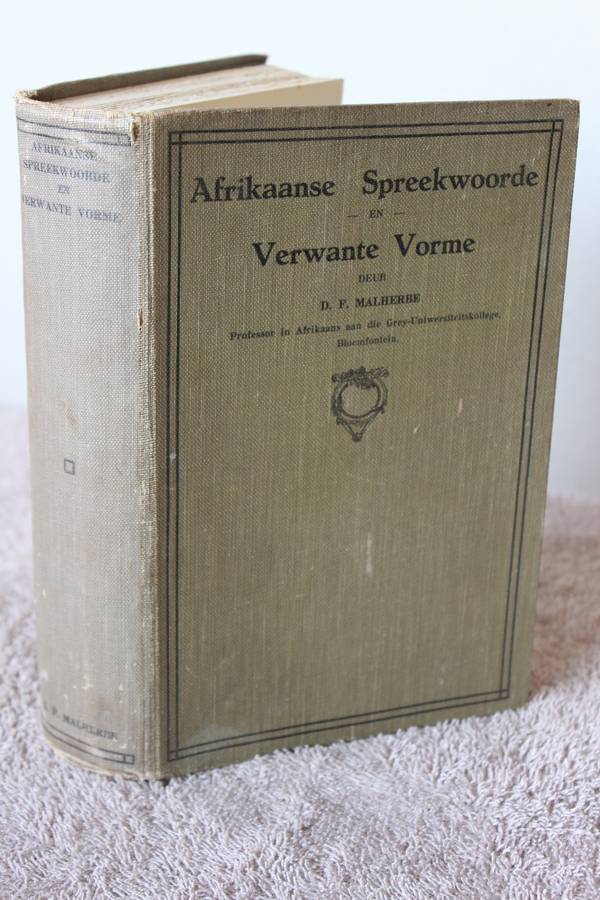 AFRIKAANSE
SPREEKWOORDE
EN
VERWANTE VORME
F. MALHERBE
Afrikaanse Spreekwoorde
— EN —
Verwante Vorme
DEUR
D. F. MALHERBE
Professor in Afrikaans aan die Grey-Uniwersiteitskollege,
Bloemfontein.